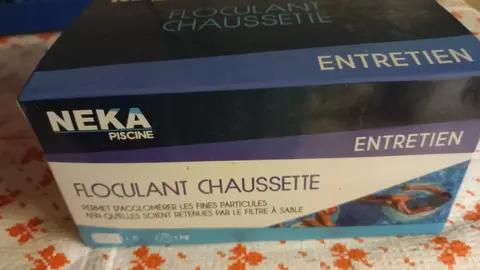 FLOCULANT
CHAUSSETTE
ENTRETIEN
NEKA
PISCINE
ENTRETIEN
FLOCULANT CHAUSSETTE
PERMET D'AGGLOMÉRER LES FINES PARTICULES
AFIN QU'ELLES SOIENT RETENUES PAR LE FILTRE À SABLE